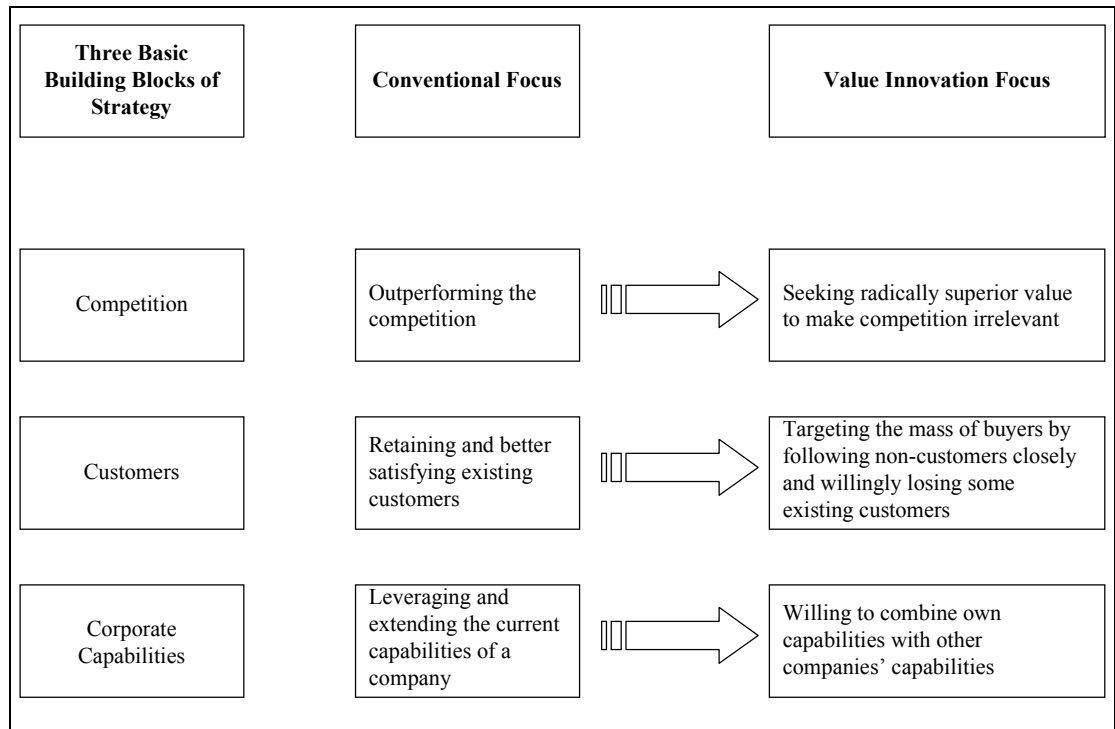 Three Basic
Building Blocks of
Strategy
Conventional Focus
Value Innovation Focus
Competition
Outperforming the
competition
Seeking radically superior value
to make competition irrelevant
Customers
Retaining and better
satisfying existing
customers
Targeting the mass of buyers by
following non-customers closely
and willingly losing some
existing customers
Corporate
Capabilities
Leveraging and
extending the current
capabilities of a
company
Willing to combine own
capabilities with other
companies’ capabilities